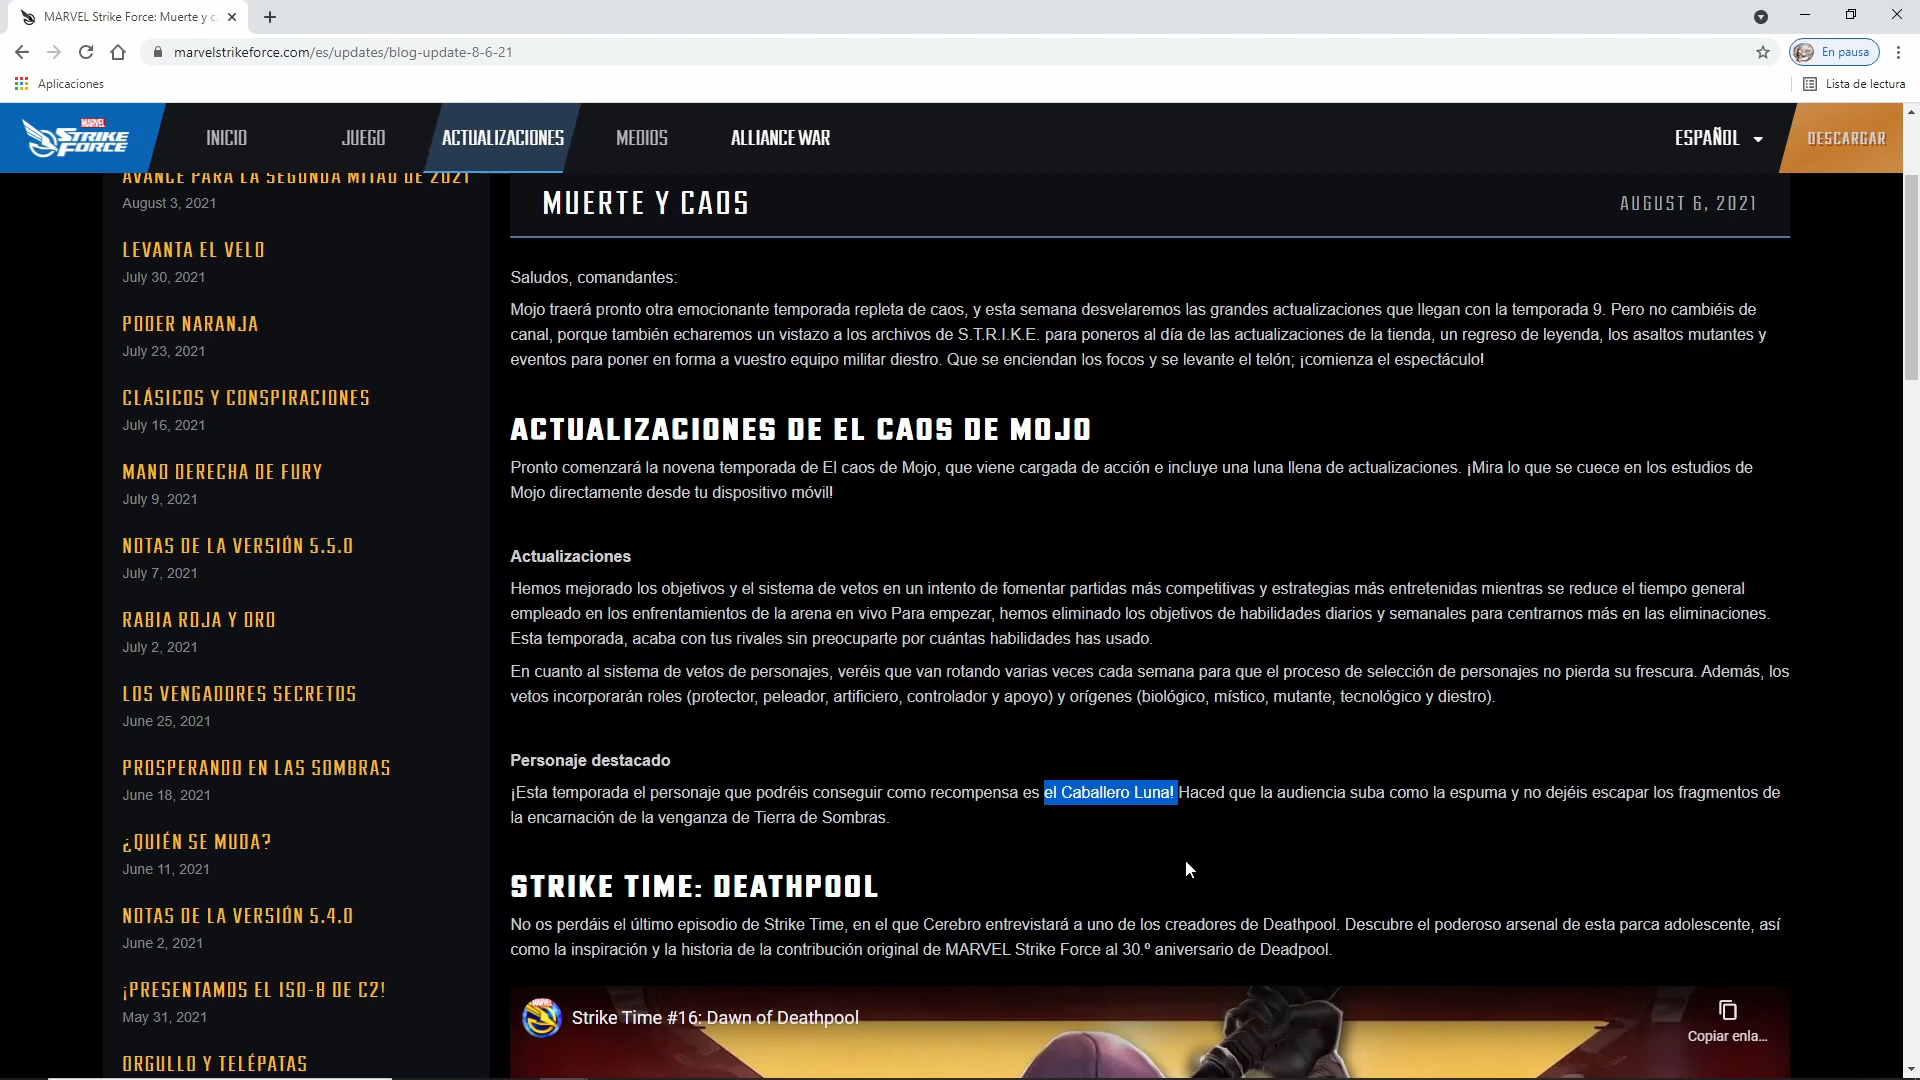 MARVEL Strike Force: Muerte y c
marvelstrikeforce.com/es/updates/blog-update-8-6-21
En pausa
Aplicaciones
Lista de lectura
MARVEL
STRIKE
FORCE
INICIO
JUEGO
ACTUALIZACIONES
MEDIOS
ALLIANCE WAR
ESPAÑOL
DESCARGAR
AVANCE PARA LA SEGUNDA MITAD DE 2021
August 3, 2021
LEVANTA EL VELO
July 30, 2021
PODER NARANJA
July 23, 2021
CLÁSICOS Y CONSPIRACIONES
July 16, 2021
MANO DERECHA DE FURY
July 9, 2021
NOTAS DE LA VERSIÓN 5.5.0
July 7, 2021
RABIA ROJA Y ORO
July 2, 2021
LOS VENGADORES SECRETOS
June 25, 2021
PROSPERANDO EN LAS SOMBRAS
June 18, 2021
¿QUIÉN SE MUDA?
June 11, 2021
NOTAS DE LA VERSIÓN 5.4.0
June 2, 2021
¡PRESENTAMOS EL ISO-8 DE C2!
May 31, 2021
ORGULLO Y TELÉPATAS
MUERTE Y CAOS
AUGUST 6, 2021
Saludos, comandantes:
Mojo traerá pronto otra emocionante temporada repleta de caos, y esta semana desvelaremos las grandes actualizaciones que llegan con la temporada 9. Pero no cambiéis de
canal, porque también echaremos un vistazo a los archivos de S.T.R.I.K.E. para poneros al día de las actualizaciones de la tienda, un regreso de leyenda, los asaltos mutantes y
eventos para poner en forma a vuestro equipo militar diestro. Que se enciendan los focos y se levante el telón; ¡comienza el espectáculo!
ACTUALIZACIONES DE EL CAOS DE MOJO
Pronto comenzará la novena temporada de El caos de Mojo, que viene cargada de acción e incluye una luna llena de actualizaciones. ¡Mira lo que se cuece en los estudios de
Mojo directamente desde tu dispositivo móvil!
Actualizaciones
Hemos mejorado los objetivos y el sistema de vetos en un intento de fomentar partidas más competitivas y estrategias más entretenidas mientras se reduce el tiempo general
empleado en los enfrentamientos de la arena en vivo Para empezar, hemos eliminado los objetivos de habilidades diarios y semanales para centrarnos más en las eliminaciones.
Esta temporada, acaba con tus rivales sin preocuparte por cuántas habilidades has usado.
En cuanto al sistema de vetos de personajes, veréis que van rotando varias veces cada semana para que el proceso de selección de personajes no pierda su frescura. Además, los
vetos incorporarán roles (protector, peleador, artificiero, controlador y apoyo) y orígenes (biológico, místico, mutante, tecnológico y diestro).
Personaje destacado
¡Esta temporada el personaje que podréis conseguir como recompensa es el Caballero Luna! Haced que la audiencia suba como la espuma y no dejéis escapar los fragmentos de
la encarnación de la venganza de Tierra de Sombras.
STRIKE TIME: DEATHPOOL
No os perdáis el último episodio de Strike Time, en el que Cerebro entrevistará a uno de los creadores de Deathpool. Descubre el poderoso arsenal de esta parca adolescente, así
como la inspiración y la historia de la contribución original de MARVEL Strike Force al 30.º aniversario de Deadpool.
Strike Time #16: Dawn of Deathpool
Copiar enla...